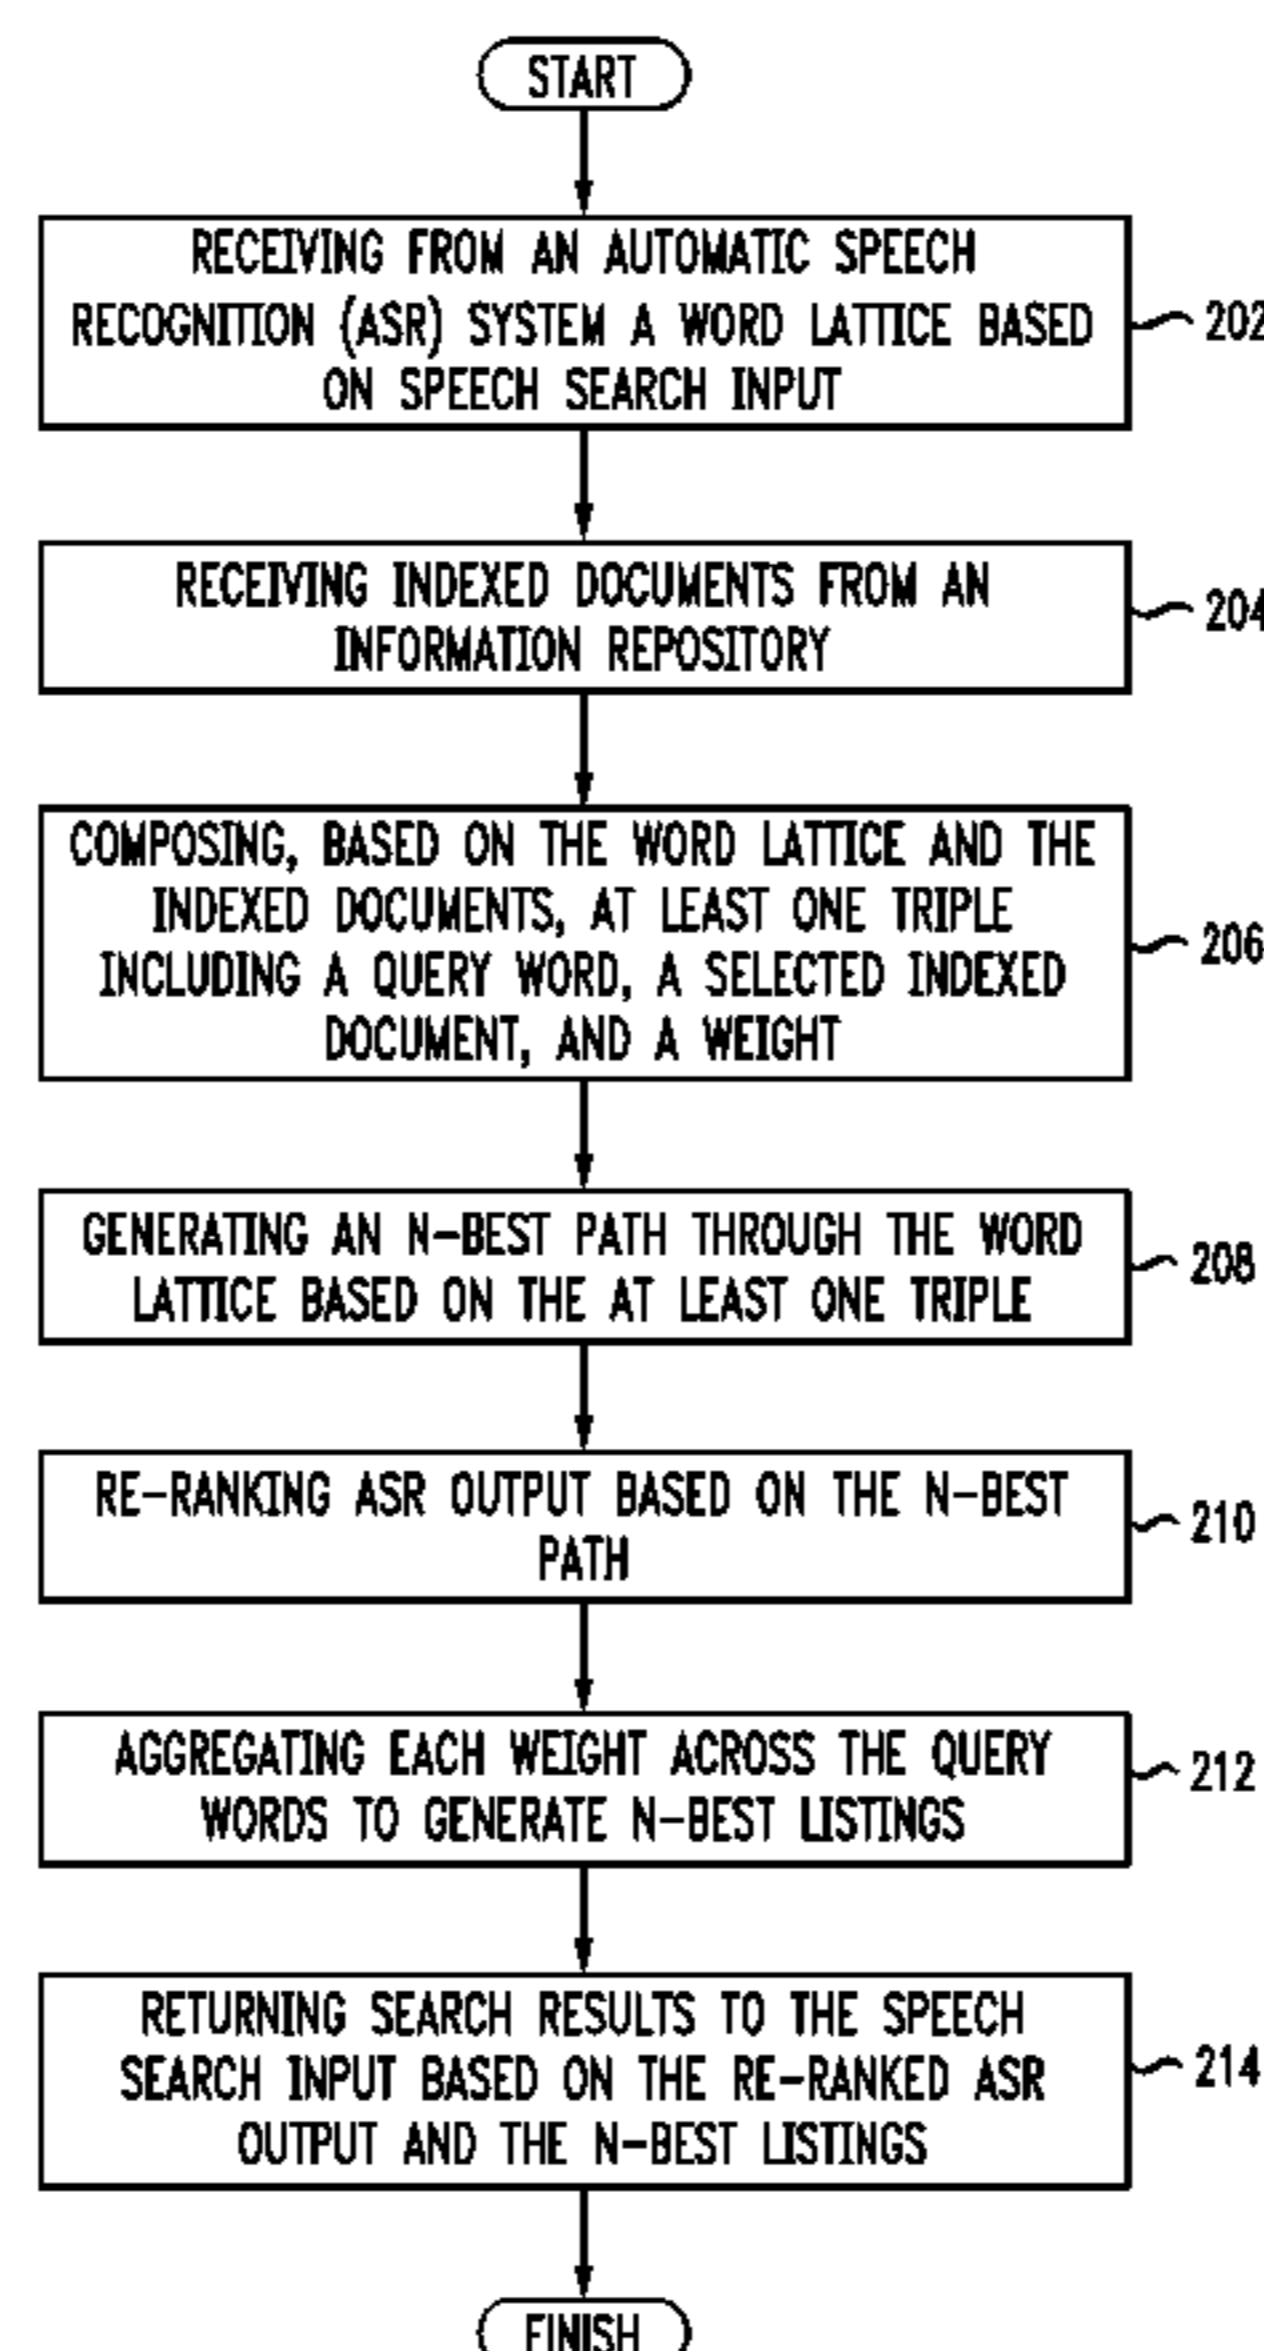 START
RECEIVING FROM AN AUTOMATIC SPEECH
RECOGNITION (ASR) SYSTEM A WORD LATTICE BASED
ON SPEECH SEARCH INPUT
202
RECEIVING INDEXED DOCUMENTS FROM AN
INFORMATION REPOSITORY
204
COMPOSING, BASED ON THE WORD LATTICE AND THE
INDEXED DOCUMENTS, AT LEAST ONE TRIPLE
INCLUDING A QUERY WORD, A SELECTED INDEXED
DOCUMENT, AND A WEIGHT
206
GENERATING AN N-BEST PATH THROUGH THE WORD
LATTICE BASED ON THE AT LEAST ONE TRIPLE
208
RE-RANKING ASR OUTPUT BASED ON THE N-BEST
PATH
210
AGGREGATING EACH WEIGHT ACROSS THE QUERY
WORDS TO GENERATE N-BEST LISTINGS
212
RETURNING SEARCH RESULTS TO THE SPEECH
SEARCH INPUT BASED ON THE RE-RANKED ASR
OUTPUT AND THE N-BEST LISTINGS
214
FINISH